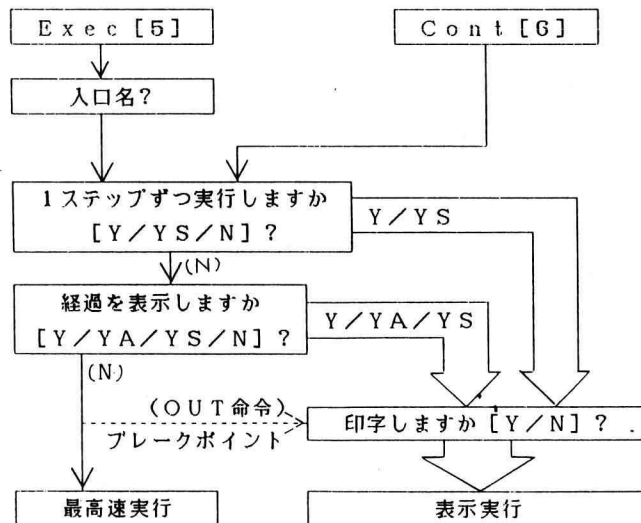 Exec[5]
Cont[6]
入口名?
1ステップずつ実行しますか
[Y/YS/N]?
Y/YS
(N)
経過を表示しますか
[Y/YA/YS/N]?
Y/YA/YS
(N)
(OUT命令)
ブレークポイント
印字しますか[Y/N]?
最高速実行
表示実行